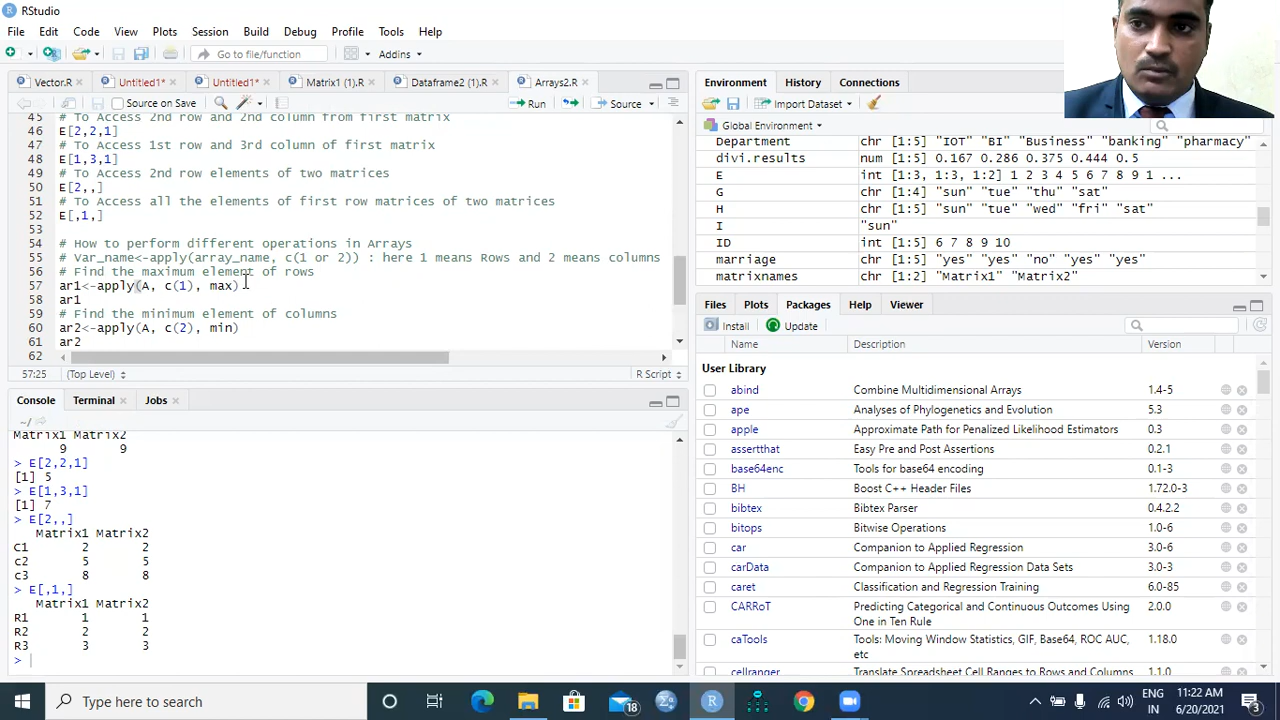 RStudio
File Edit Code View Plots Session Build Debug Profile Tools Help
Go to file/function Addins
Vector.R Untitled1* Untitled1* Matrix1 (1).R Dataframe2 (1).R Arrays2.R
Source on Save Run Source
45 # To Access 2nd row and 2nd column from first matrix
46 E[2,2,1]
47 # To Access 1st row and 3rd column of first matrix
48 E[1,3,1]
49 # To Access 2nd row elements of two matrices
50 E[2,,]
51 # To Access all the elements of first row matrices of two matrices
52 E[,1,]
53
54 # How to perform different operations in Arrays
55 # Var_name<-apply(array_name, c(1 or 2)) : here 1 means Rows and 2 means columns
56 # Find the maximum element of rows
57 ar1<-apply(A, c(1), max)
58 ar1
59 # Find the minimum element of columns
60 ar2<-apply(A, c(2), min)
61 ar2
62
57:25 (Top Level) R Script
Console Terminal Jobs
~/
Matrix1 Matrix2
9 9
> E[2,2,1]
[1] 5
> E[1,3,1]
[1] 7
> E[2,,]
Matrix1 Matrix2
C1 2 2
c2 5 5
c3 8 8
> E[,1,]
Matrix1 Matrix2
R1 1 1
R2 2 2
R3 3 3
>
Environment History Connections
Import Dataset
Global Environment
Department chr [1:5] "IOT" "BI" "Business" "banking" "pharmacy"
divi.results num [1:5] 0.167 0.286 0.375 0.444 0.5
E int [1:3, 1:3, 1:2] 1 2 3 4 5 6 7 8 9 1 ...
G chr [1:4] "sun" "tue" "thu" "sat"
H chr [1:5] "sun" "tue" "wed" "fri" "sat"
I "sun"
ID int [1:5] 6 7 8 9 10
marriage chr [1:5] "yes" "yes" "no" "yes" "yes"
matrixnames chr [1:2] "Matrix1" "Matrix2"
Files Plots Packages Help Viewer
Install Update
Name Description Version
User Library
abind Combine Multidimensional Arrays 1.4-5
ape Analyses of Phylogenetics and Evolution 5.3
apple Approximate Path for Penalized Likelihood Estimators 0.3
assertthat Easy Pre and Post Assertions 0.2.1
base64enc Tools for base64 encoding 0.1-3
BH Boost C++ Header Files 1.72.0-3
bibtex Bibtex Parser 0.4.2.2
bitops Bitwise Operations 1.0-6
car Companion to Applied Regression 3.0-6
carData Companion to Applied Regression Data Sets 3.0-3
caret Classification and Regression Training 6.0-85
CARRoT Predicting Categorical and Continuous Outcomes Using 2.0.0
One in Ten Rule
caTools Tools: Moving Window Statistics, GIF, Base64, ROC AUC, 1.18.0
etc
cellranger Translate Spreadsheet Cell Ranges to Rows and Columns 1.1.0
Type here to search
18
ENG
IN
11:22 AM
6/20/2021
3